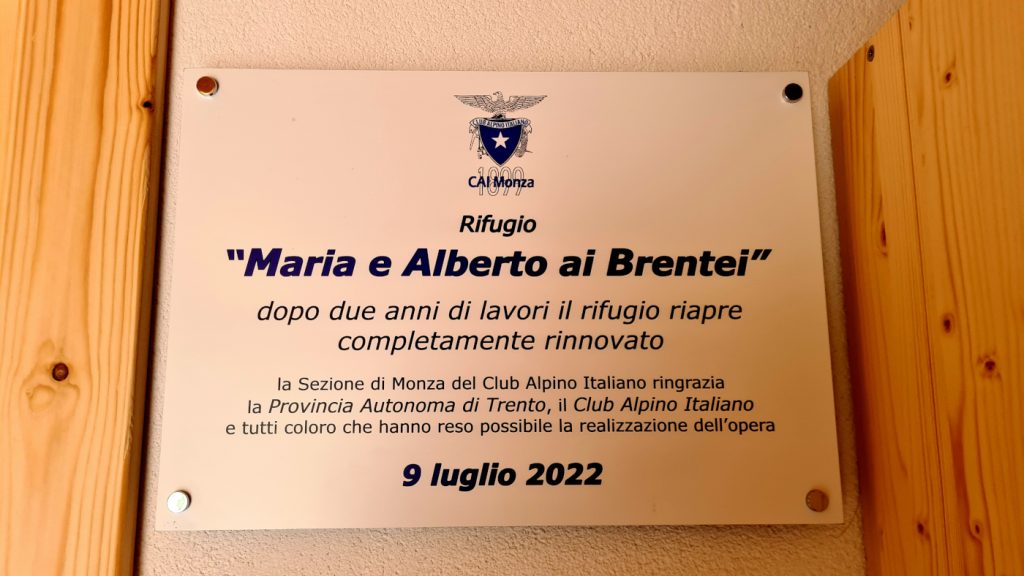 CLUB ALPINO ITALIANO
1899
CAI Monza
Rifugio
“Maria e Alberto ai Brentei”
dopo due anni di lavori il rifugio riapre
completamente rinnovato
la Sezione di Monza del Club Alpino Italiano ringrazia
la Provincia Autonoma di Trento, il Club Alpino Italiano
e tutti coloro che hanno reso possibile la realizzazione dell’opera
9 luglio 2022